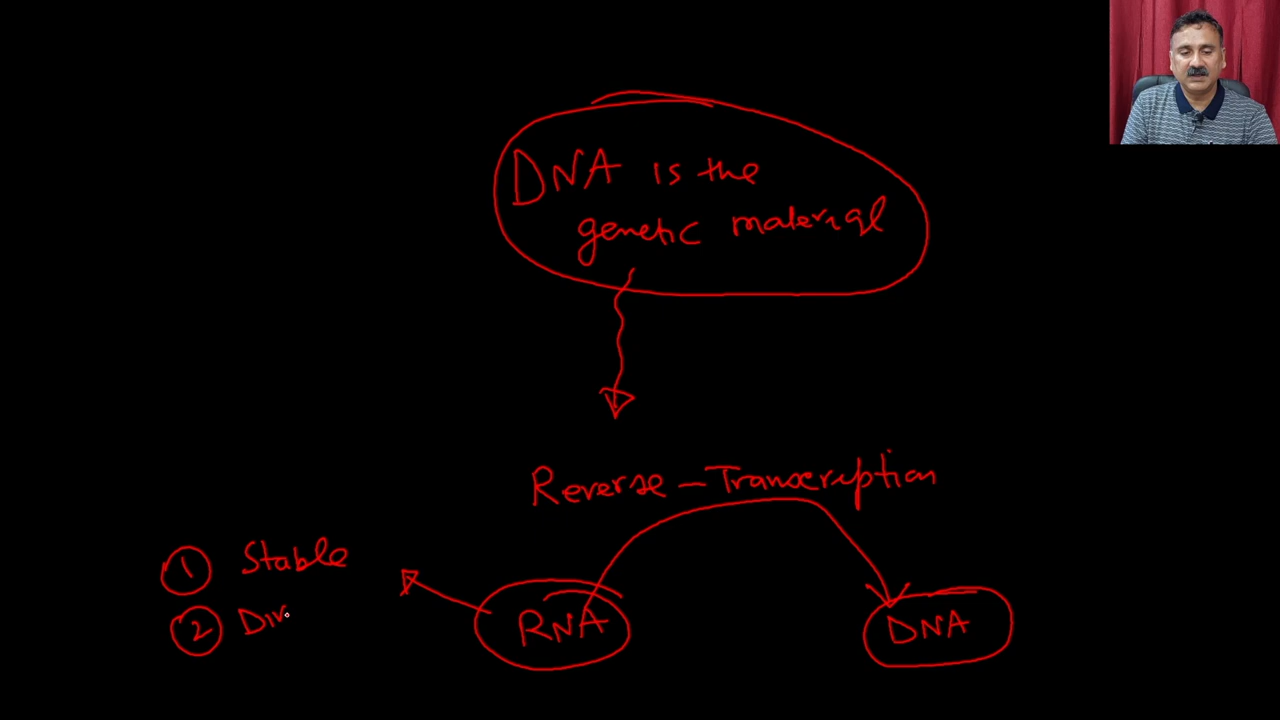 DNA is the
genetic material
Reverse - Transcription
① Stable
② Div
RNA
DNA